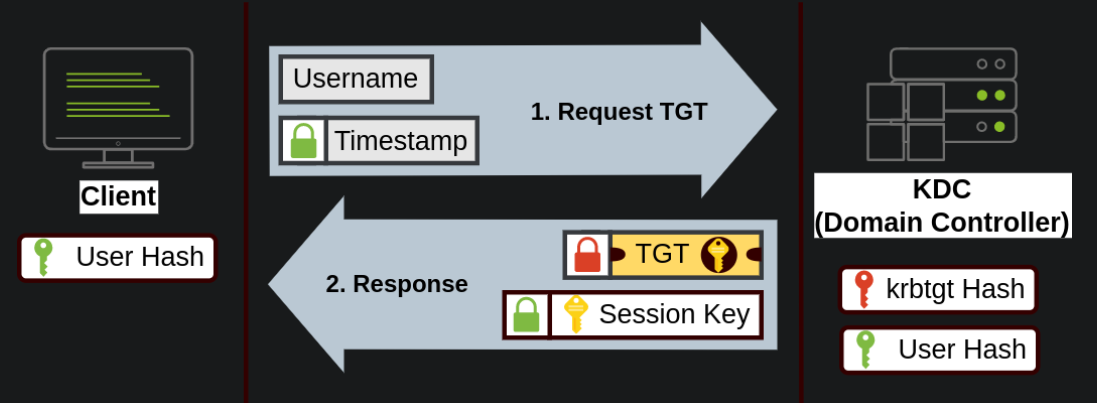 Username
Timestamp
1. Request TGT
Client
User Hash
KDC
(Domain Controller)
TGT
2. Response
Session Key
krbtgt Hash
User Hash